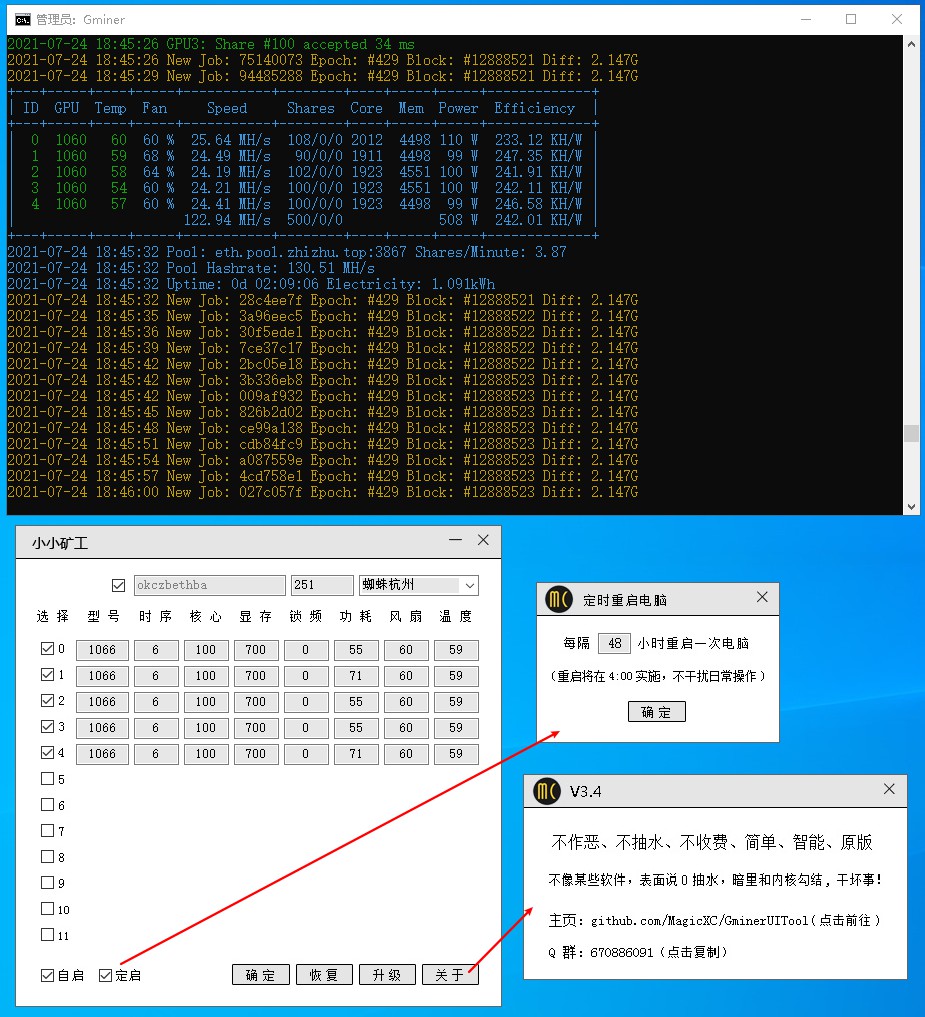 管理员: Gminer
2021-07-24 18:45:26 GPU3: Share #100 accepted 34 ms
2021-07-24 18:45:26 New Job: 75140073 Epoch: #429 Block: #12888521 Diff: 2.147G
2021-07-24 18:45:29 New Job: 94485288 Epoch: #429 Block: #12888521 Diff: 2.147G
ID GPU Temp Fan Speed Shares Core Mem Power Efficiency
0 1060 60 60 % 25.64 MH/s 108/0/0 2012 4498 110 W 233.12 KH/W
1 1060 59 68 % 24.49 MH/s 90/0/0 1911 4498 99 W 247.35 KH/W
2 1060 58 64 % 24.19 MH/s 102/0/0 1923 4551 100 W 241.91 KH/W
3 1060 54 60 % 24.21 MH/s 100/0/0 1923 4551 100 W 242.11 KH/W
4 1060 57 60 % 24.41 MH/s 100/0/0 1923 4498 99 W 246.58 KH/W
122.94 MH/s 500/0/0 508 W 242.01 KH/W
2021-07-24 18:45:32 Pool: eth.pool.zhizhu.top:3867 Shares/Minute: 3.87
2021-07-24 18:45:32 Pool Hashrate: 130.51 MH/s
2021-07-24 18:45:32 Uptime: 0d 02:09:06 Electricity: 1.091kWh
2021-07-24 18:45:32 New Job: 28c4ee7f Epoch: #429 Block: #12888521 Diff: 2.147G
2021-07-24 18:45:35 New Job: 3a96eec5 Epoch: #429 Block: #12888522 Diff: 2.147G
2021-07-24 18:45:36 New Job: 30f5ede1 Epoch: #429 Block: #12888522 Diff: 2.147G
2021-07-24 18:45:39 New Job: 7ce37c17 Epoch: #429 Block: #12888522 Diff: 2.147G
2021-07-24 18:45:42 New Job: 2bc05e18 Epoch: #429 Block: #12888522 Diff: 2.147G
2021-07-24 18:45:42 New Job: 3b336eb8 Epoch: #429 Block: #12888523 Diff: 2.147G
2021-07-24 18:45:42 New Job: 009af932 Epoch: #429 Block: #12888523 Diff: 2.147G
2021-07-24 18:45:45 New Job: 826b2d02 Epoch: #429 Block: #12888523 Diff: 2.147G
2021-07-24 18:45:48 New Job: ce99a138 Epoch: #429 Block: #12888523 Diff: 2.147G
2021-07-24 18:45:51 New Job: cdb84fc9 Epoch: #429 Block: #12888523 Diff: 2.147G
2021-07-24 18:45:54 New Job: a087559e Epoch: #429 Block: #12888523 Diff: 2.147G
2021-07-24 18:45:57 New Job: 4cd758e1 Epoch: #429 Block: #12888523 Diff: 2.147G
2021-07-24 18:46:00 New Job: 027c057f Epoch: #429 Block: #12888523 Diff: 2.147G
小小矿工
okczbethba 251 蜘蛛杭州
选择 型号 时序 核心 显存 锁频 功耗 风扇 温度
0 1066 6 100 700 0 55 60 59
1 1066 6 100 700 0 71 60 59
2 1066 6 100 700 0 55 60 59
3 1066 6 100 700 0 55 60 59
4 1066 6 100 700 0 71 60 59
5
6
7
8
9
10
11
自启 定启 确定 恢复 升级 关于
MC 定时重启电脑
每隔 48 小时重启一次电脑
(重启将在 4:00 实施，不干扰日常操作)
确定
MC V3.4
不作恶、不抽水、不收费、简单、智能、原版
不像某些软件，表面说 0 抽水，暗里和内核勾结, 干坏事!
主页: github.com/MagicXC/GminerUITool(点击前往)
Q 群: 670886091 (点击复制)